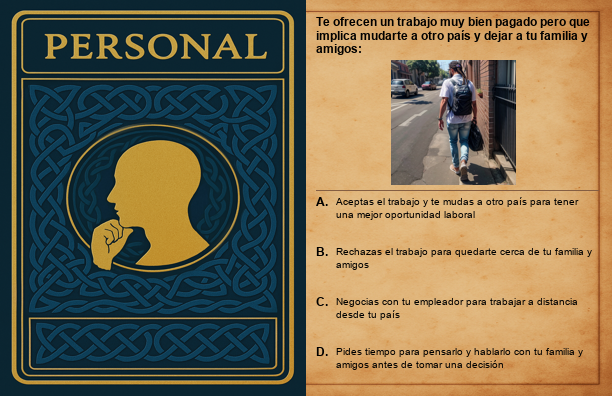 PERSONAL
Te ofrecen un trabajo muy bien pagado pero que
implica mudarte a otro país y dejar a tu familia y
amigos:
A. Aceptas el trabajo y te mudas a otro país para tener
una mejor oportunidad laboral
B. Rechazas el trabajo para quedarte cerca de tu familia y
amigos
C. Negocias con tu empleador para trabajar a distancia
desde tu país
D. Pides tiempo para pensarlo y hablarlo con tu familia y
amigos antes de tomar una decisión